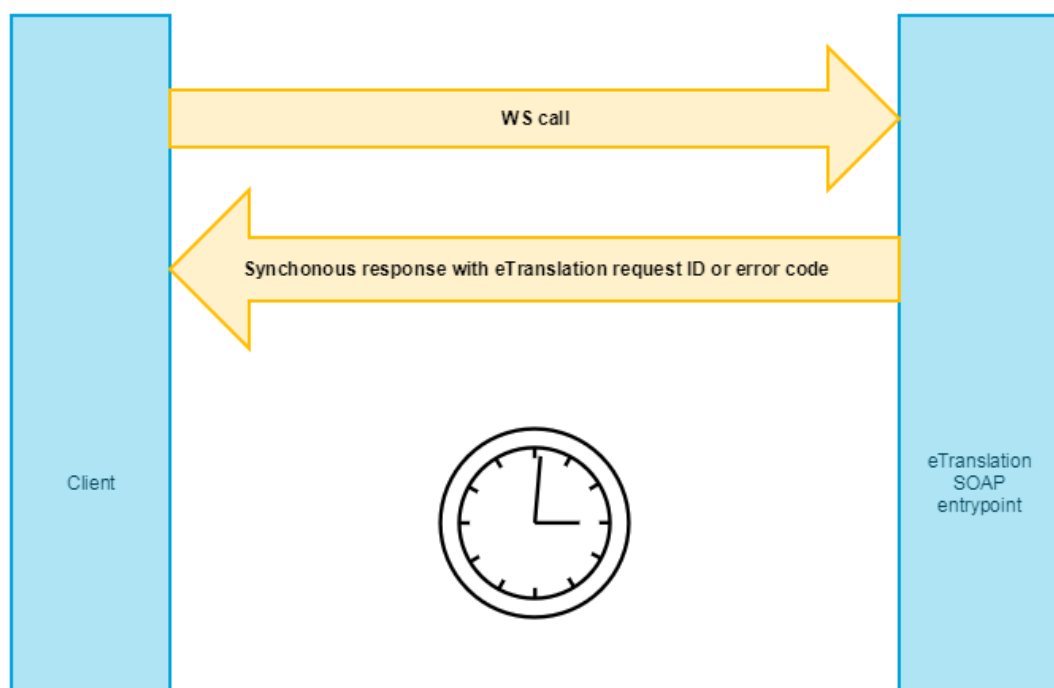 WS call
Synchonous response with eTranslation request ID or error code
Client
eTranslation
SOAP
entrypoint